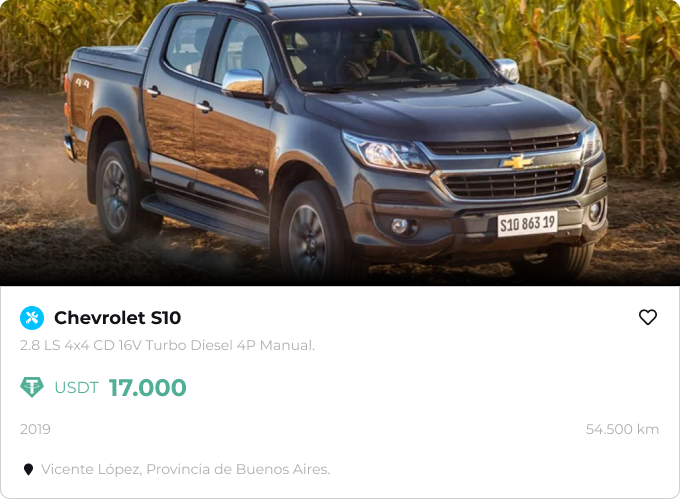 4x4
S10 863 19
Chevrolet S10
2.8 LS 4x4 CD 16V Turbo Diesel 4P Manual.
USDT 17.000
2019 54.500 km
Vicente López, Provincia de Buenos Aires.